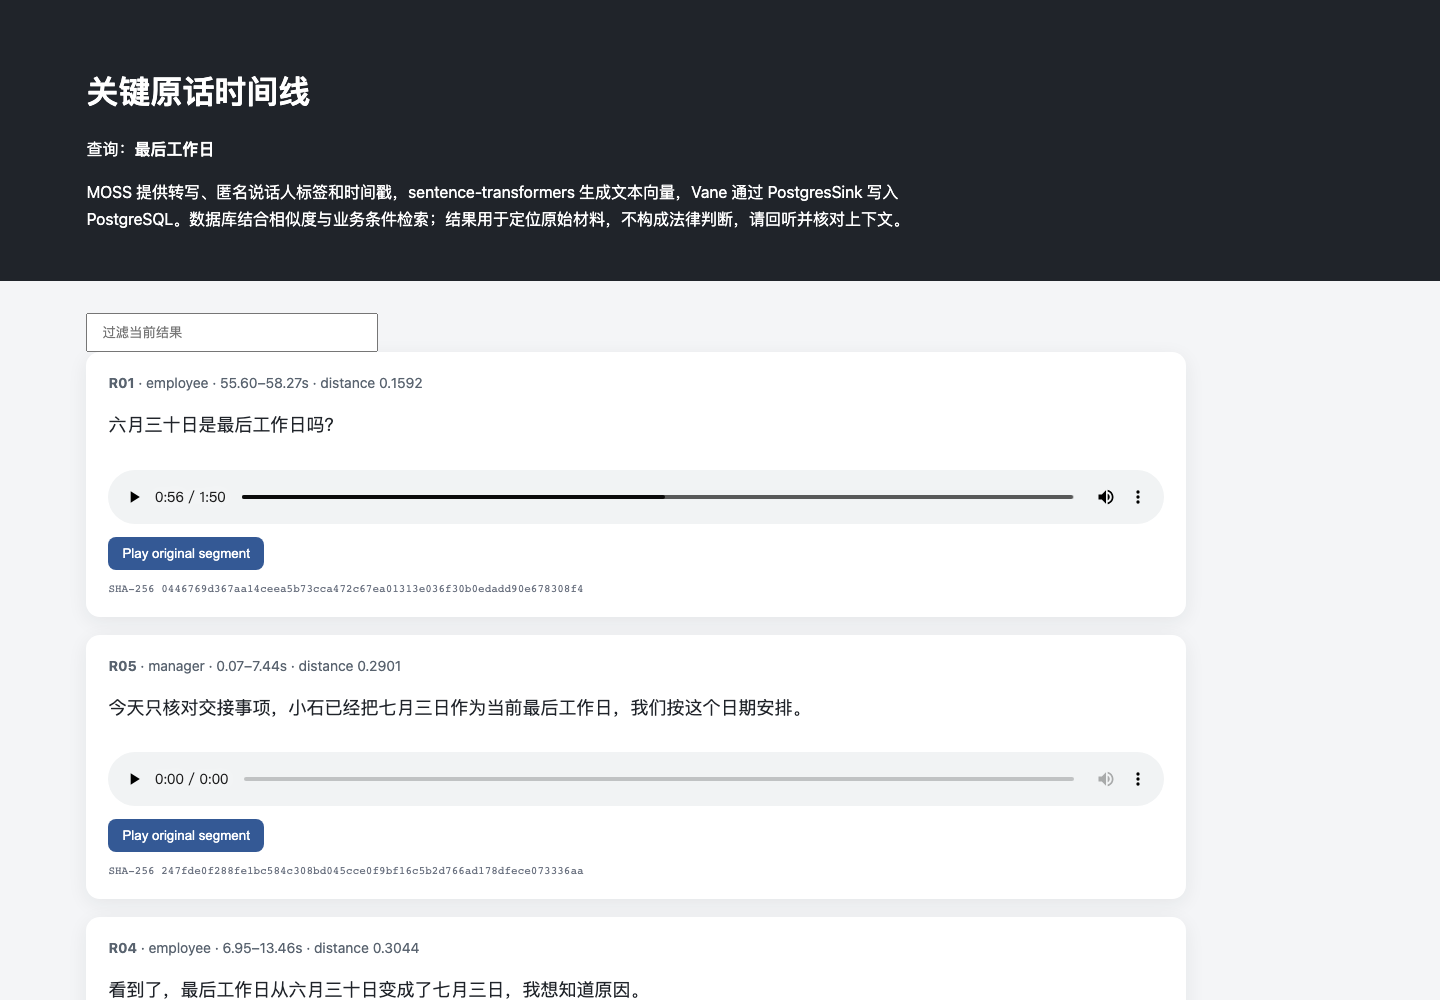 关键原话时间线
查询：最后工作日
MOSS 提供转写、匿名说话人标签和时间戳，sentence-transformers 生成文本向量，Vane 通过 PostgresSink 写入
PostgreSQL。数据库结合相似度与业务条件检索；结果用于定位原始材料，不构成法律判断，请回听并核对上下文。
过滤当前结果
R01 · employee · 55.60–58.27s · distance 0.1592
六月三十日是最后工作日吗?
0:56 / 1:50
Play original segment
SHA-256 0446769d367aa14ceea5b73cca472c67ea01313e036f30b0edadd90e678308f4
R05 · manager · 0.07–7.44s · distance 0.2901
今天只核对交接事项，小石已经把七月三日作为当前最后工作日，我们按这个日期安排。
0:00 / 0:00
Play original segment
SHA-256 247fde0f288fe1bc584c308bd045cce0f9bf16c5b2d766ad178dfece073336aa
R04 · employee · 6.95–13.46s · distance 0.3044
看到了，最后工作日从六月三十日变成了七月三日，我想知道原因。